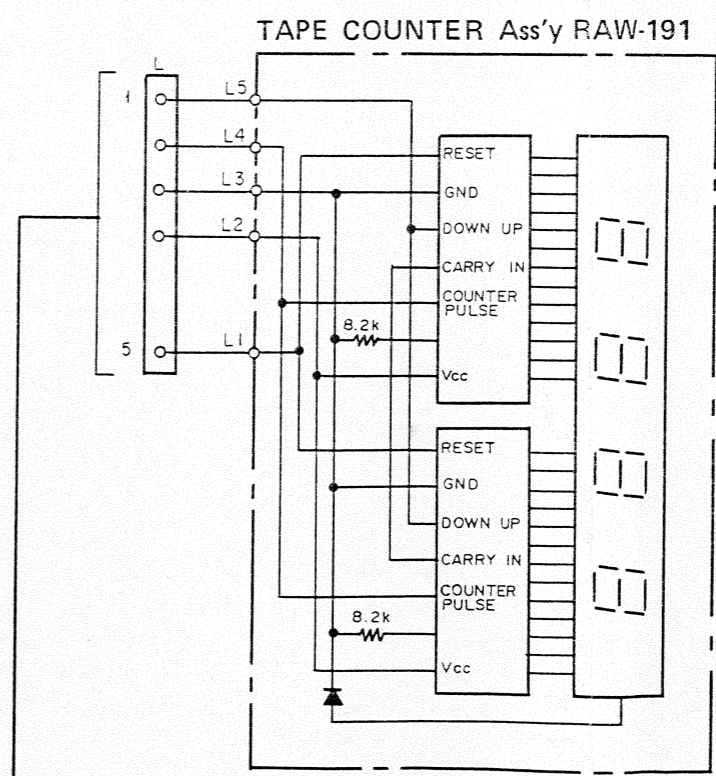 TAPE COUNTER Ass'y RAW-191
L
1
L5
L4
L3
L2
5
L1
RESET
GND
DOWN UP
CARRY IN
COUNTER
PULSE
8.2k
Vcc
RESET
GND
DOWN UP
CARRY IN
COUNTER
PULSE
8.2k
Vcc